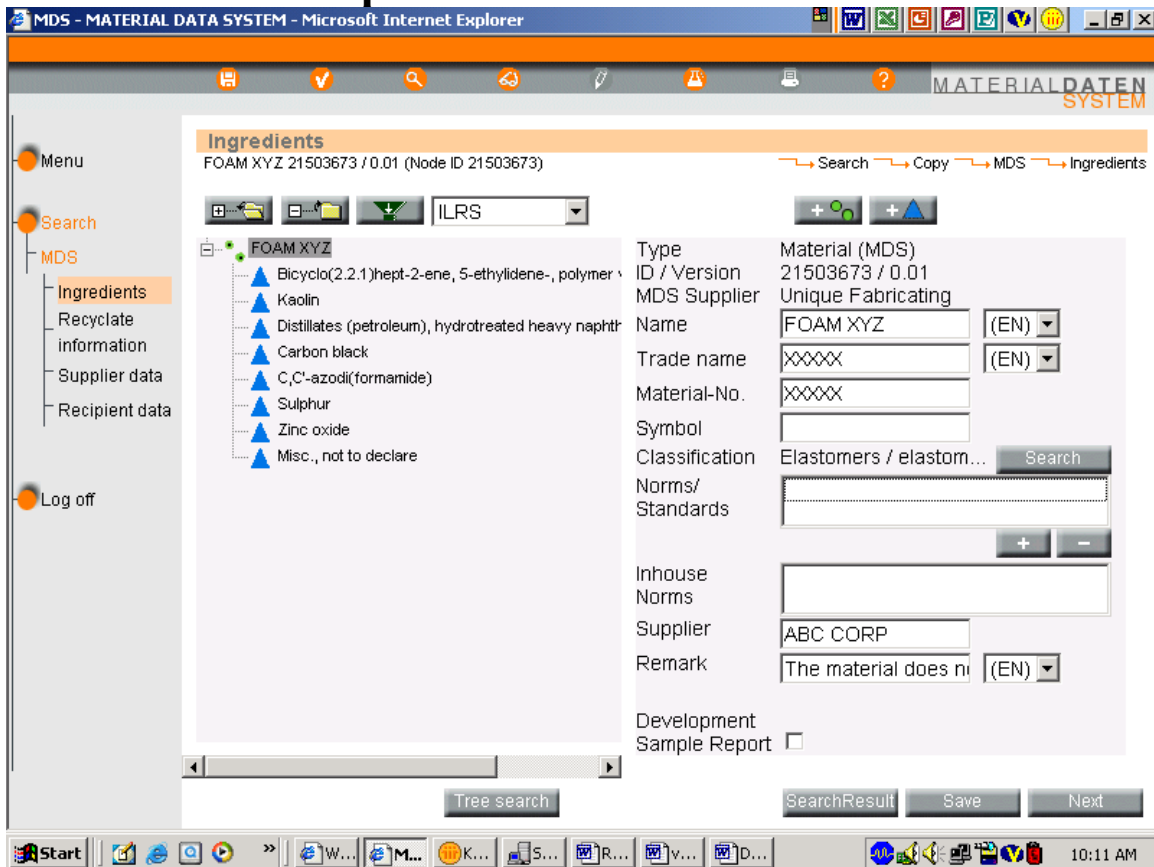 MDS - MATERIAL DATA SYSTEM - Microsoft Internet Explorer
MATERIALDATEN
SYSTEM
Menu
Search
MDS
Ingredients
Recyclate
information
Supplier data
Recipient data
Log off
Ingredients
FOAM XYZ 21503673 / 0.01 (Node ID 21503673)
Search Copy MDS Ingredients
ILRS
FOAM XYZ
Bicyclo(2.2.1)hept-2-ene, 5-ethylidene-, polymer
Kaolin
Distillates (petroleum), hydrotreated heavy naphth
Carbon black
C,C'-azodi(formamide)
Sulphur
Zinc oxide
Misc., not to declare
Type Material (MDS)
ID / Version 21503673 / 0.01
MDS Supplier Unique Fabricating
Name FOAM XYZ (EN)
Trade name XXXXX (EN)
Material-No. XXXXX
Symbol
Classification Elastomers / elastom... Search
Norms/
Standards
+ −
Inhouse
Norms
Supplier ABC CORP
Remark The material does n (EN)
Development
Sample Report
Tree search SearchResult Save Next
Start » W... M... K... S... R... v... D... 10:11 AM